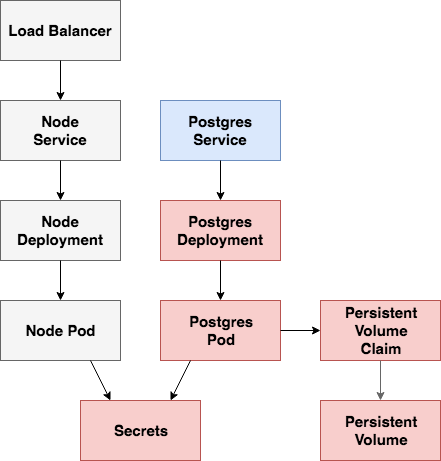 Load Balancer
Node
Service
Postgres
Service
Node
Deployment
Postgres
Deployment
Node Pod
Postgres
Pod
Persistent
Volume
Claim
Secrets
Persistent
Volume